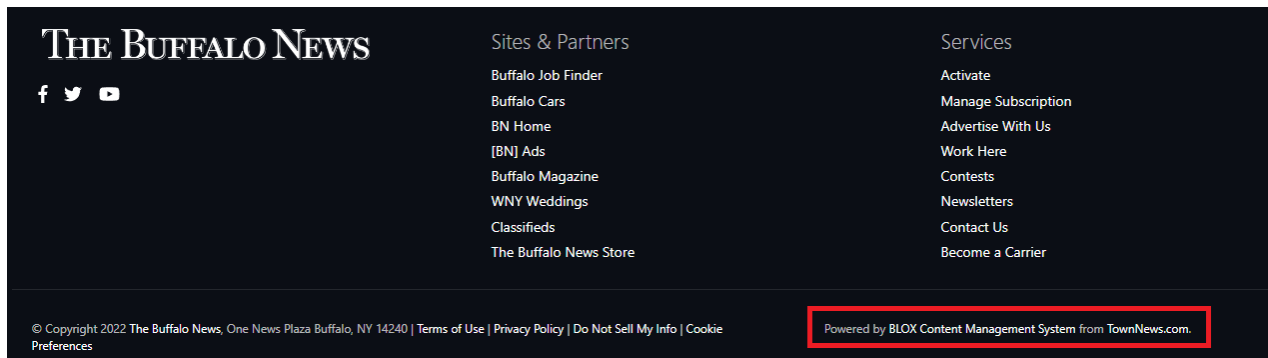 THE BUFFALO NEWS
Sites & Partners
Buffalo Job Finder
Buffalo Cars
BN Home
[BN] Ads
Buffalo Magazine
WNY Weddings
Classifieds
The Buffalo News Store
Services
Activate
Manage Subscription
Advertise With Us
Work Here
Contests
Newsletters
Contact Us
Become a Carrier
© Copyright 2022 The Buffalo News, One News Plaza Buffalo, NY 14240 | Terms of Use | Privacy Policy | Do Not Sell My Info | Cookie
Preferences
Powered by BLOX Content Management System from TownNews.com.